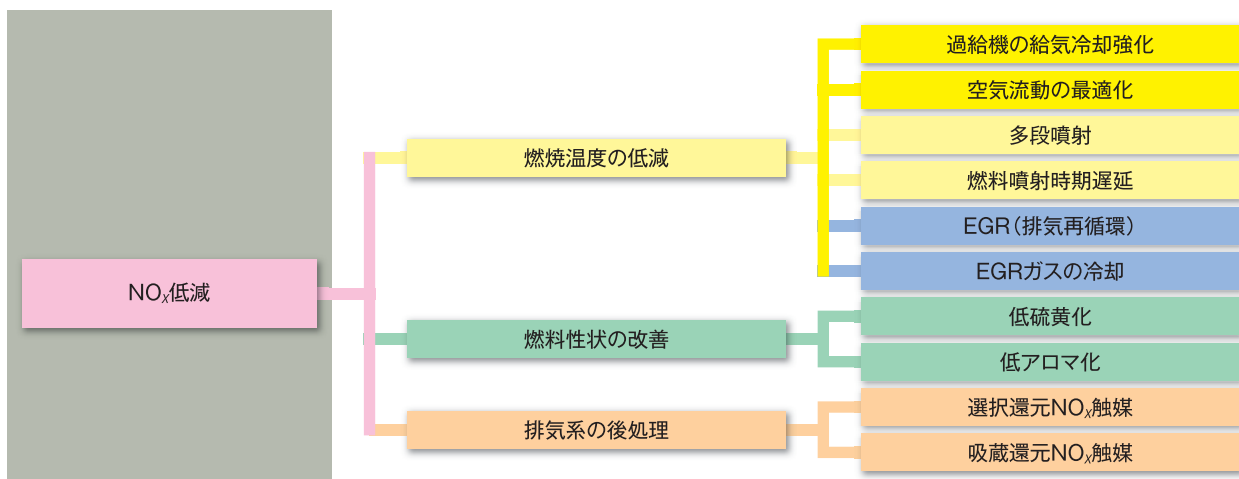 過給機の給気冷却強化
空気流動の最適化
多段噴射
燃焼温度の低減
燃料噴射時期遅延
EGR（排気再循環）
EGRガスの冷却
NOx低減
低硫黄化
燃料性状の改善
低アロマ化
選択還元NOx触媒
排気系の後処理
吸蔵還元NOx触媒